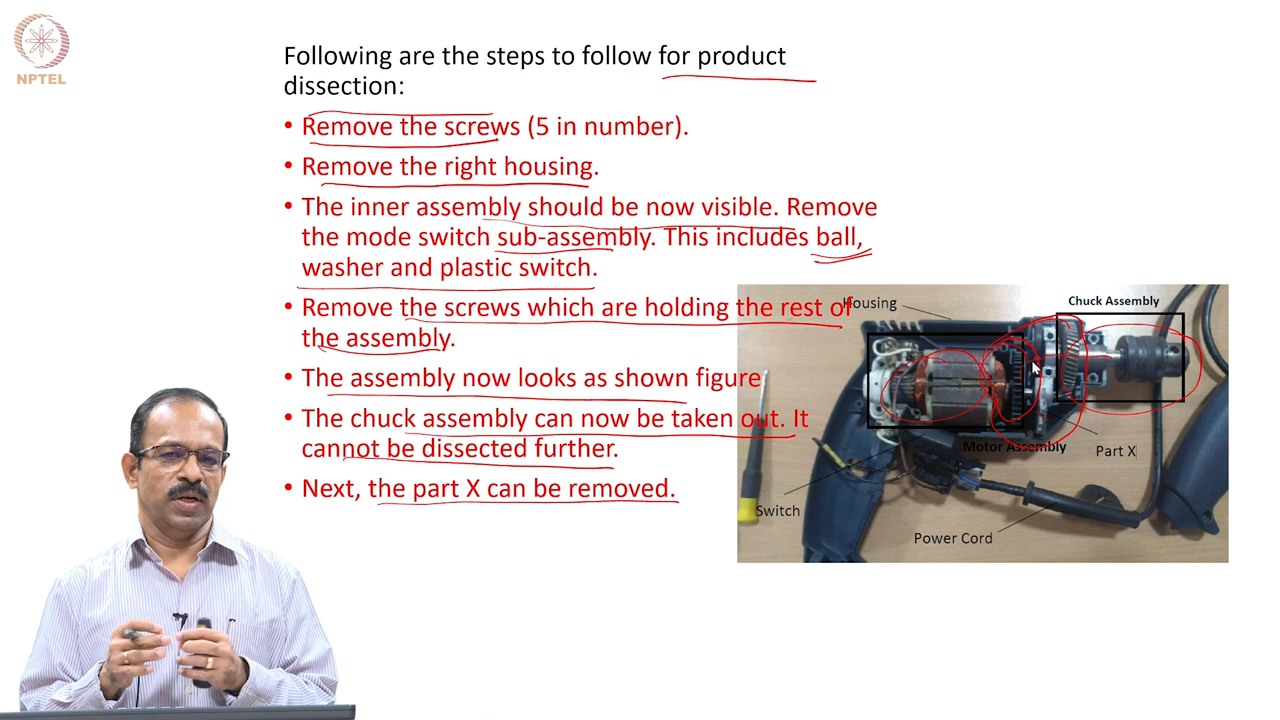 NPTEL
Following are the steps to follow for product
dissection:
• Remove the screws (5 in number).
• Remove the right housing.
• The inner assembly should be now visible. Remove
the mode switch sub-assembly. This includes ball,
washer and plastic switch.
• Remove the screws which are holding the rest of
the assembly.
• The assembly now looks as shown figure
• The chuck assembly can now be taken out. It
cannot be dissected further.
• Next, the part X can be removed.
Housing
Chuck Assembly
Motor Assembly
Part X
Switch
Power Cord